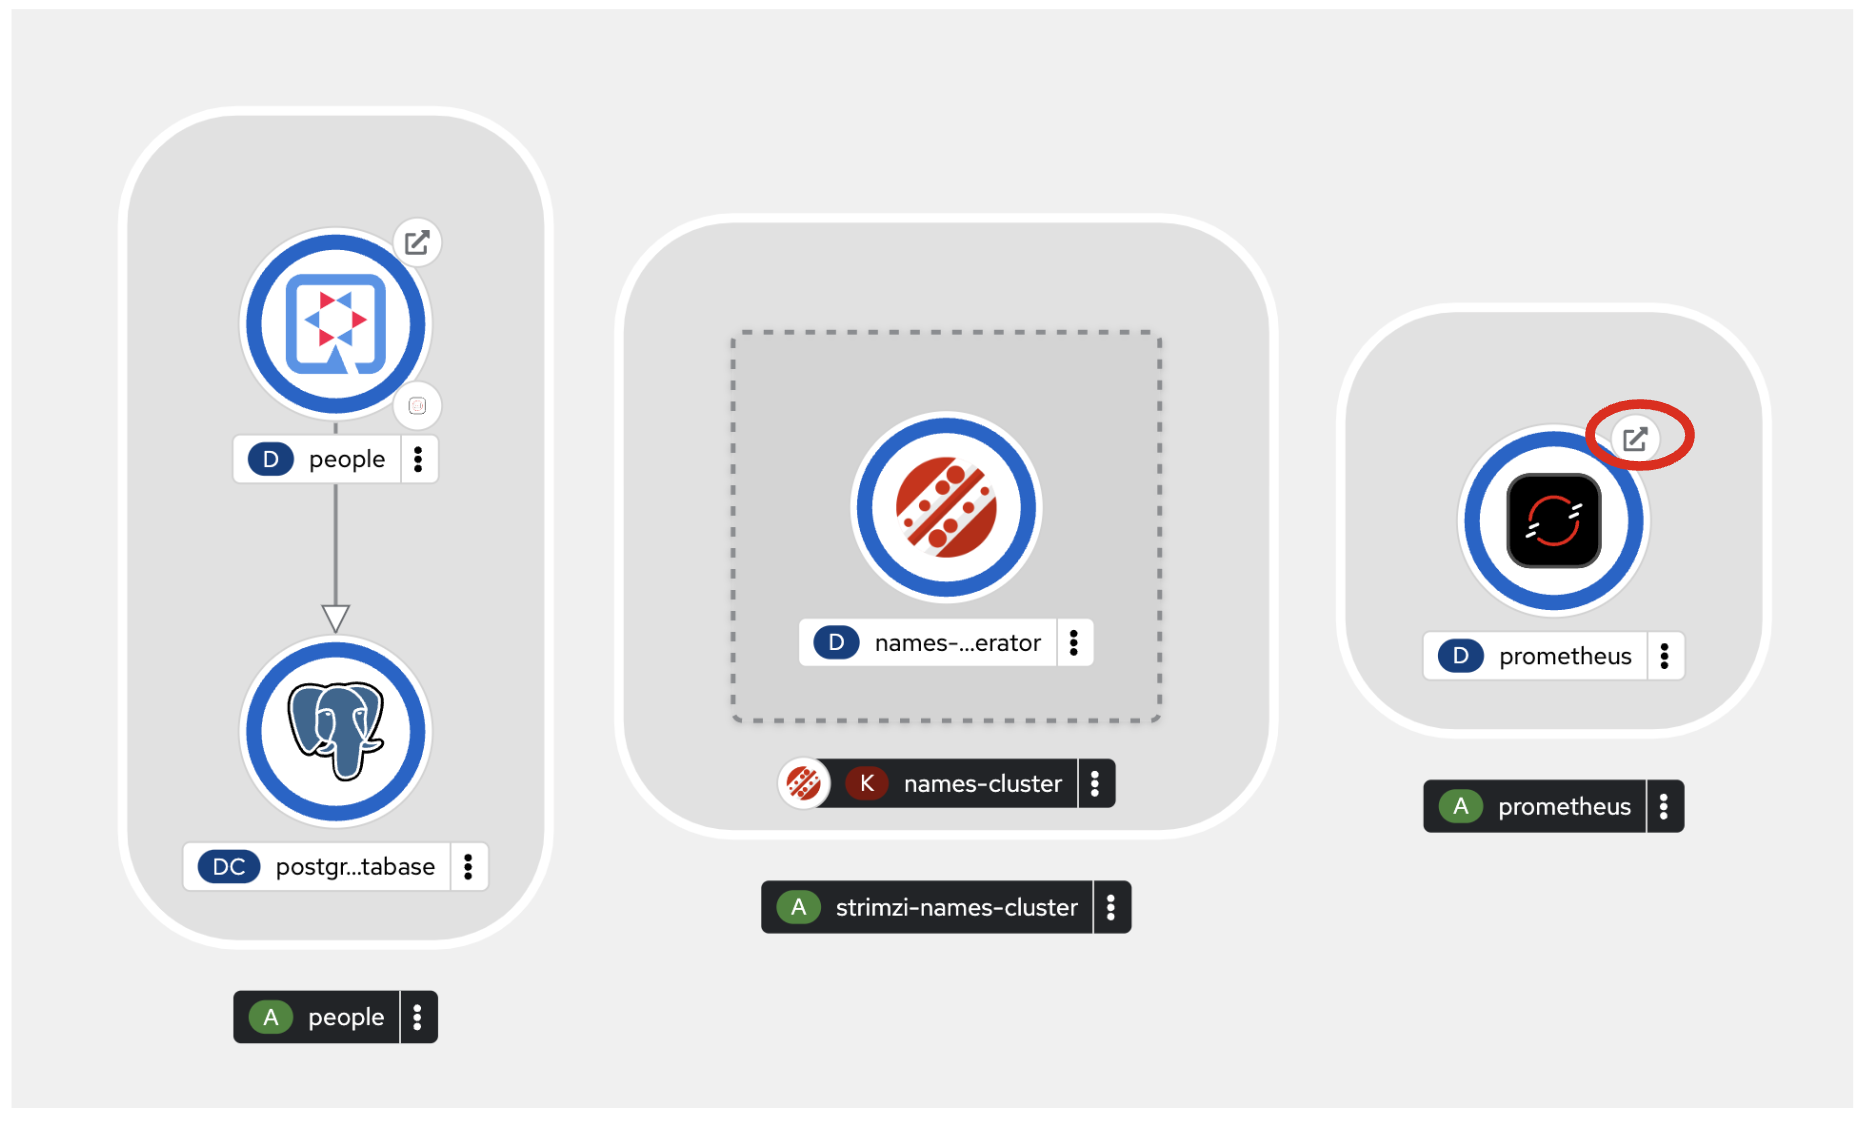 D people
DC postgr...tabase
A people
D names-...erator
K names-cluster
A strimzi-names-cluster
D prometheus
A prometheus